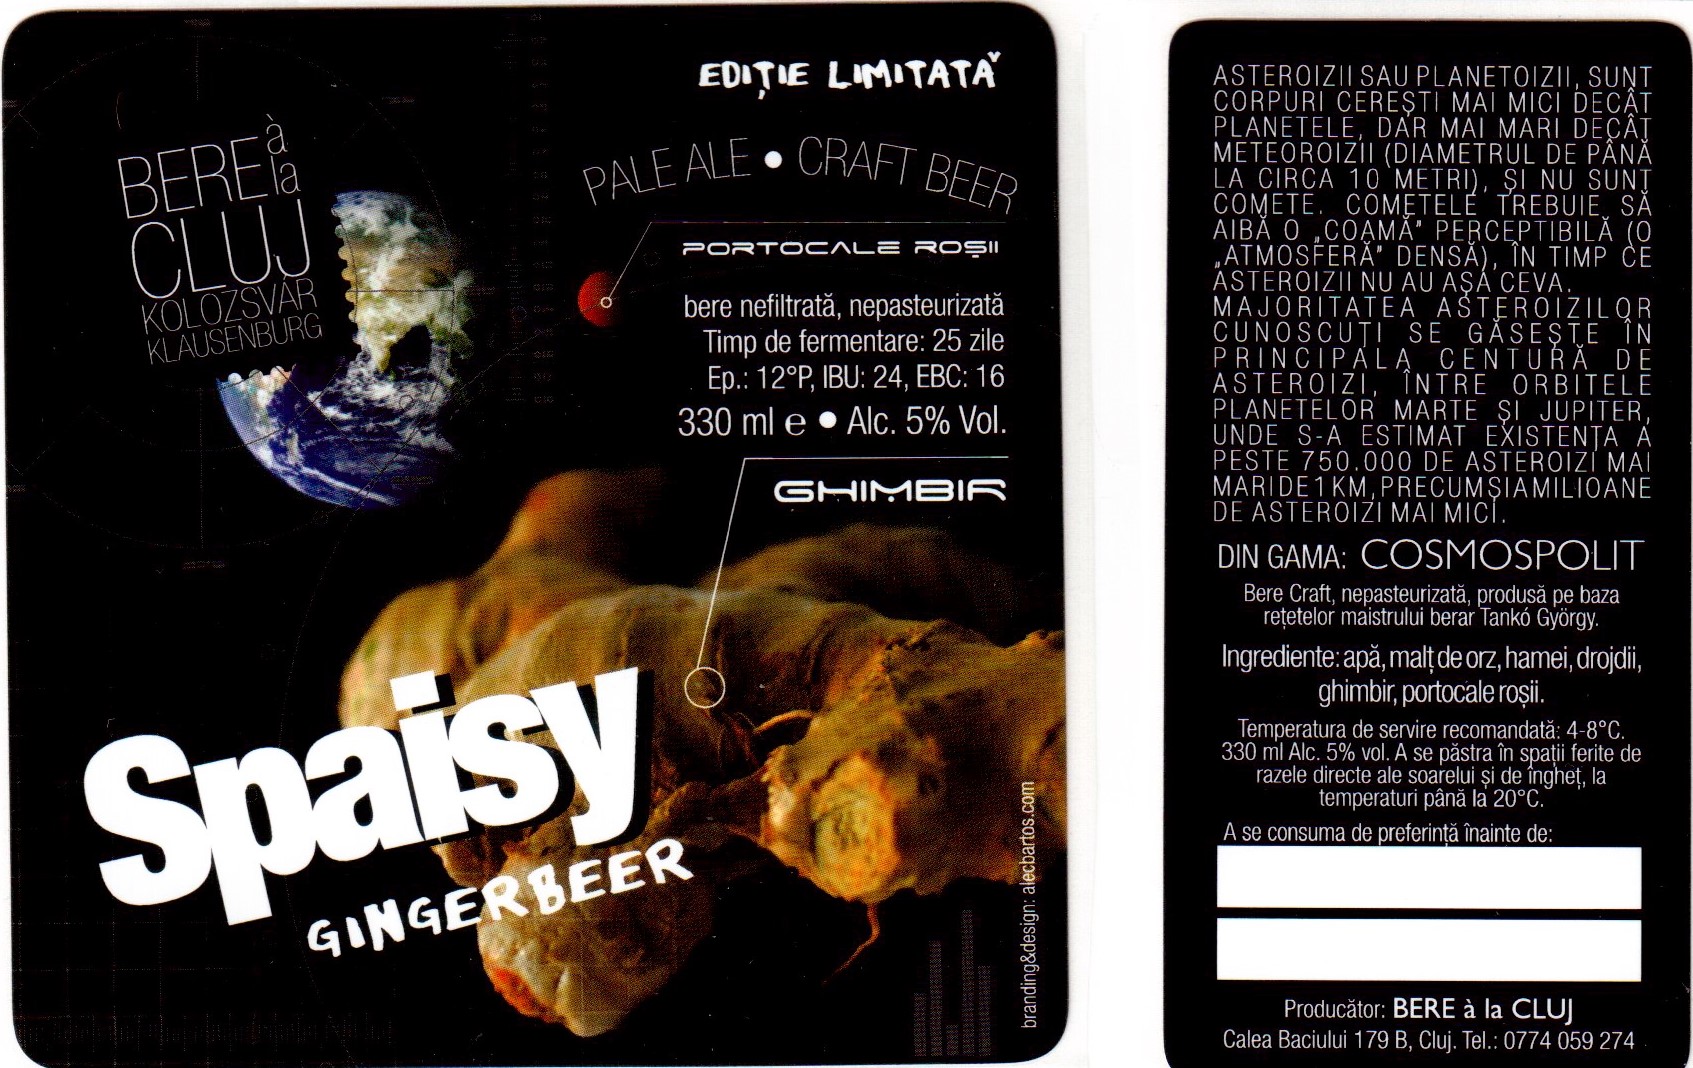 EDIȚIE LIMITATĂ
BERE à la
CLUJ
KOLOZSVÁR
KLAUSENBURG
PALE ALE • CRAFT BEER
PORTOCALE ROȘII
bere nefiltrată, nepasteurizată
Timp de fermentare: 25 zile
Ep.: 12°P, IBU: 24, EBC: 16
330 ml e • Alc. 5% Vol.
GHIMBIR
Spaisy
GINGERBEER
branding&design: alecbartos.com
ASTEROIZII SAU PLANETOIZII, SUNT
CORPURI CEREȘTI MAI MICI DECÂT
PLANETELE, DAR MAI MARI DECÂT
METEOROIZII (DIAMETRUL DE PÂNĂ
LA CIRCA 10 METRI), ȘI NU SUNT
COMETE. COMETELE TREBUIE SĂ
AIBĂ O „COAMĂ” PERCEPTIBILĂ (O
„ATMOSFERĂ” DENSĂ), ÎN TIMP CE
ASTEROIZII NU AU AȘA CEVA.
MAJORITATEA ASTEROIZILOR
CUNOSCUȚI SE GĂSEȘTE ÎN
PRINCIPALA CENTURĂ DE
ASTEROIZI, ÎNTRE ORBITELE
PLANETELOR MARTE ȘI JUPITER,
UNDE S-A ESTIMAT EXISTENȚA A
PESTE 750.000 DE ASTEROIZI MAI
MARI DE 1 KM, PRECUM ȘI A MILIOANE
DE ASTEROIZI MAI MICI.
DIN GAMA: COSMOSPOLIT
Bere Craft, nepasteurizată, produsă pe baza
rețetelor maistrului berar Tankó György.
Ingrediente: apă, malț de orz, hamei, drojdii,
ghimbir, portocale roșii.
Temperatura de servire recomandată: 4-8°C.
330 ml Alc. 5% vol. A se păstra în spații ferite de
razele directe ale soarelui și de îngheț, la
temperaturi până la 20°C.
A se consuma de preferință înainte de:
Producător: BERE à la CLUJ
Calea Baciului 179 B, Cluj. Tel.: 0774 059 274